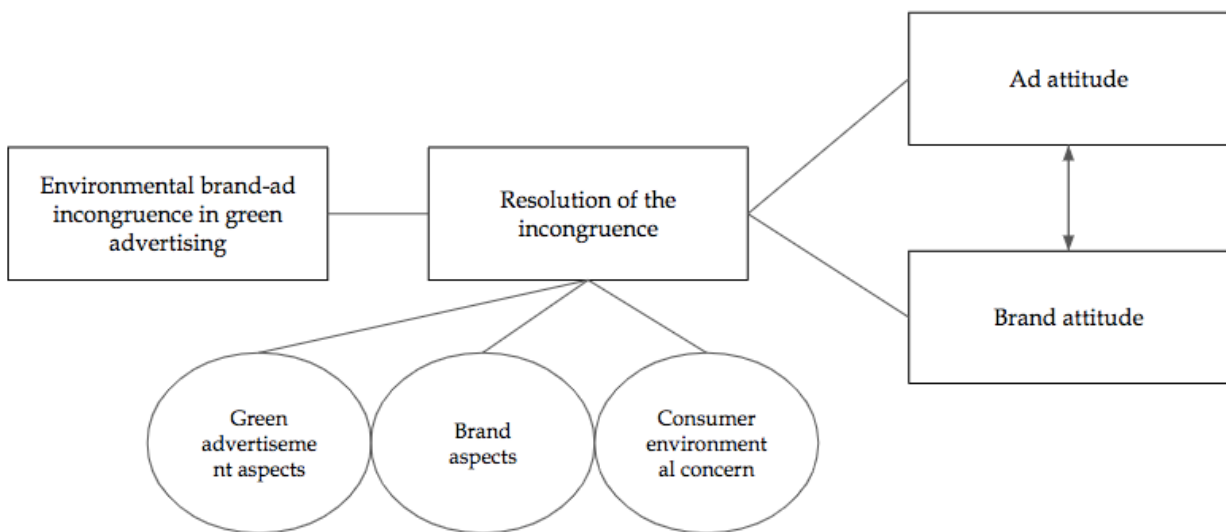 Ad attitude
Environmental brand-ad
incongruence in green
advertising
Resolution of the
incongruence
Brand attitude
Green
advertiseme
nt aspects
Brand
aspects
Consumer
environment
al concern